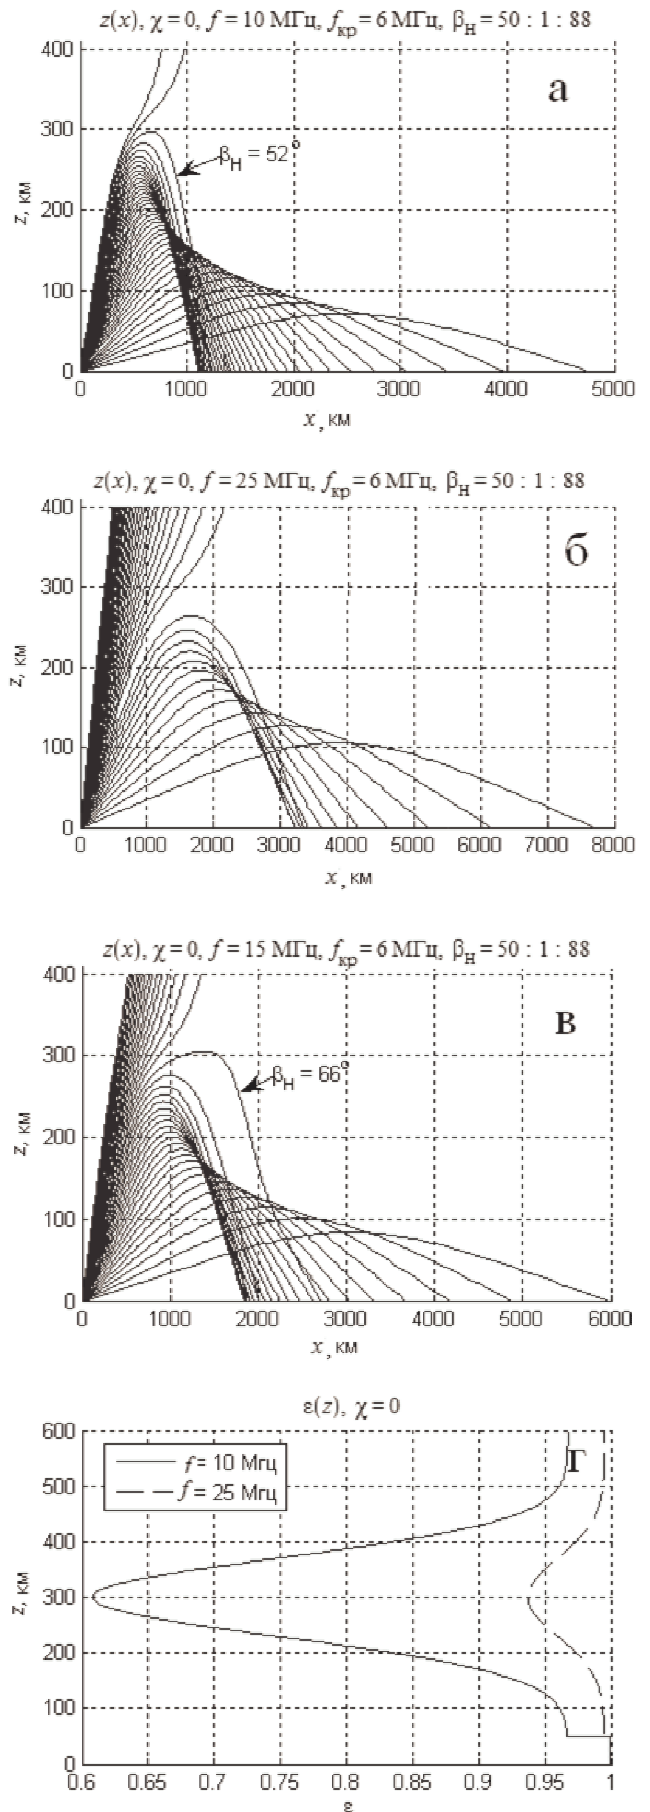 z(x), χ = 0, f = 10 МГц, fкр = 6 МГц, βН = 50 : 1 : 88
а
400
300
βН = 52°
200
z, км
100
0
0 1000 2000 3000 4000 5000
x, км
z(x), χ = 0, f = 25 МГц, fкр = 6 МГц, βН = 50 : 1 : 88
б
400
300
200
z, км
100
0
0 1000 2000 3000 4000 5000 6000 7000 8000
x, км
z(x), χ = 0, f = 15 МГц, fкр = 6 МГц, βН = 50 : 1 : 88
в
400
300
βН = 66°
200
z, км
100
0
0 1000 2000 3000 4000 5000 6000
x, км
ε(z), χ = 0
г
600
f = 10 Мгц
f = 25 Мгц
500
400
300
z, км
200
100
0
0.6 0.65 0.7 0.75 0.8 0.85 0.9 0.95 1
ε